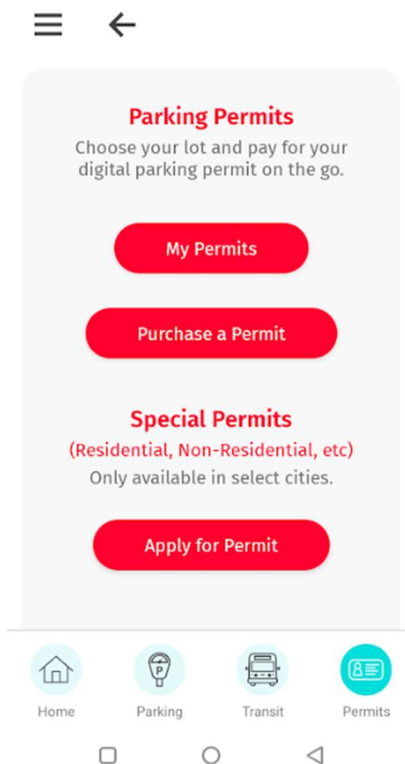 Parking Permits
Choose your lot and pay for your
digital parking permit on the go.
My Permits
Purchase a Permit
Special Permits
(Residential, Non-Residential, etc)
Only available in select cities.
Apply for Permit
P
Home
Parking
Transit
Permits